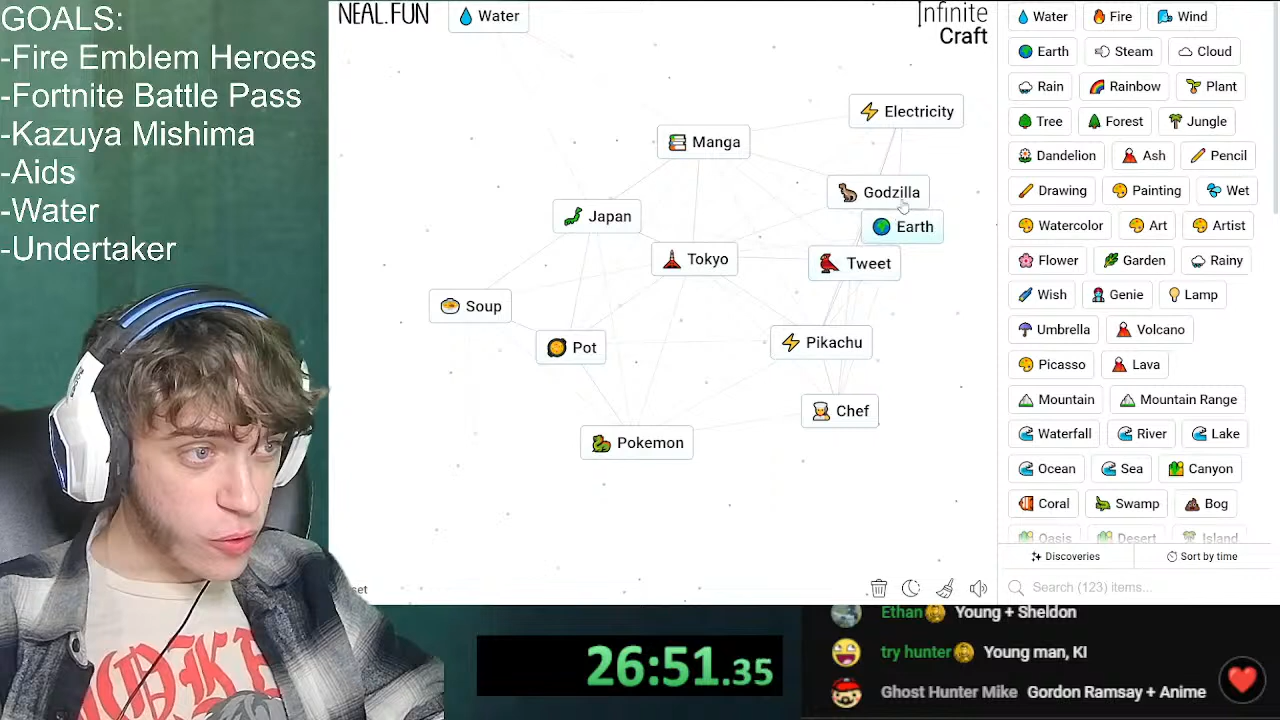 GOALS:
-Fire Emblem Heroes
-Fortnite Battle Pass
-Kazuya Mishima
-Aids
-Water
-Undertaker
NEAL.FUN
Water
Infinite
Craft
Electricity
Manga
Godzilla
Japan
Earth
Tokyo
Tweet
Soup
Pot
Pikachu
Chef
Pokemon
Water Fire Wind
Earth Steam Cloud
Rain Rainbow Plant
Tree Forest Jungle
Dandelion Ash Pencil
Drawing Painting Wet
Watercolor Art Artist
Flower Garden Rainy
Wish Genie Lamp
Umbrella Volcano
Picasso Lava
Mountain Mountain Range
Waterfall River Lake
Ocean Sea Canyon
Coral Swamp Bog
Oasis Desert Island
Discoveries Sort by time
Search (123) items...
set
26:51.35
Ethan Young + Sheldon
try hunter Young man, KI
Ghost Hunter Mike Gordon Ramsay + Anime